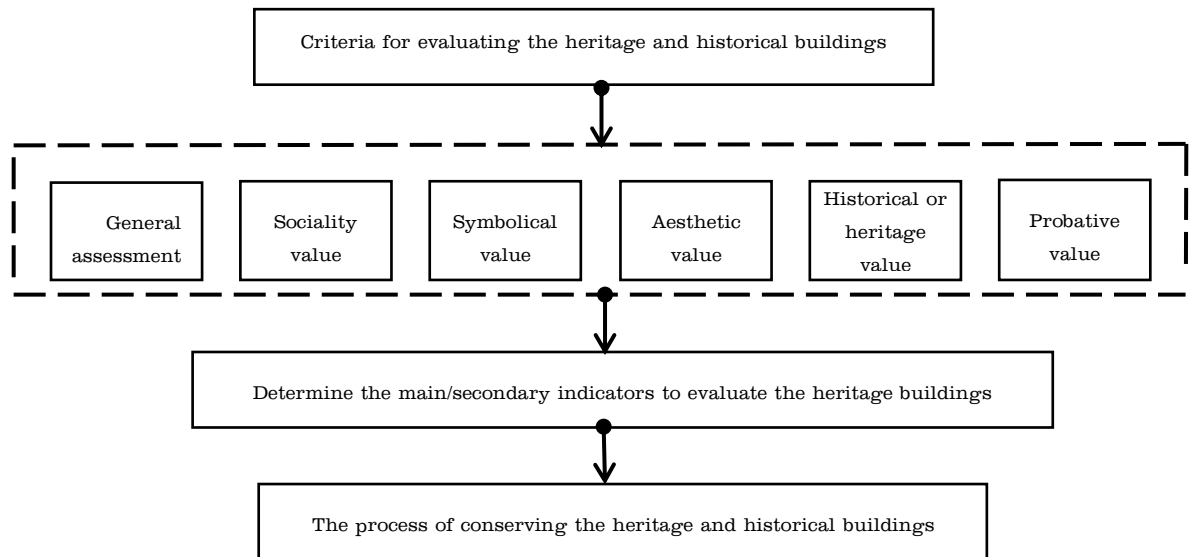 Criteria for evaluating the heritage and historical buildings
General
assessment
Sociality
value
Symbolical
value
Aesthetic
value
Historical or
heritage
value
Probative
value
Determine the main/secondary indicators to evaluate the heritage buildings
The process of conserving the heritage and historical buildings